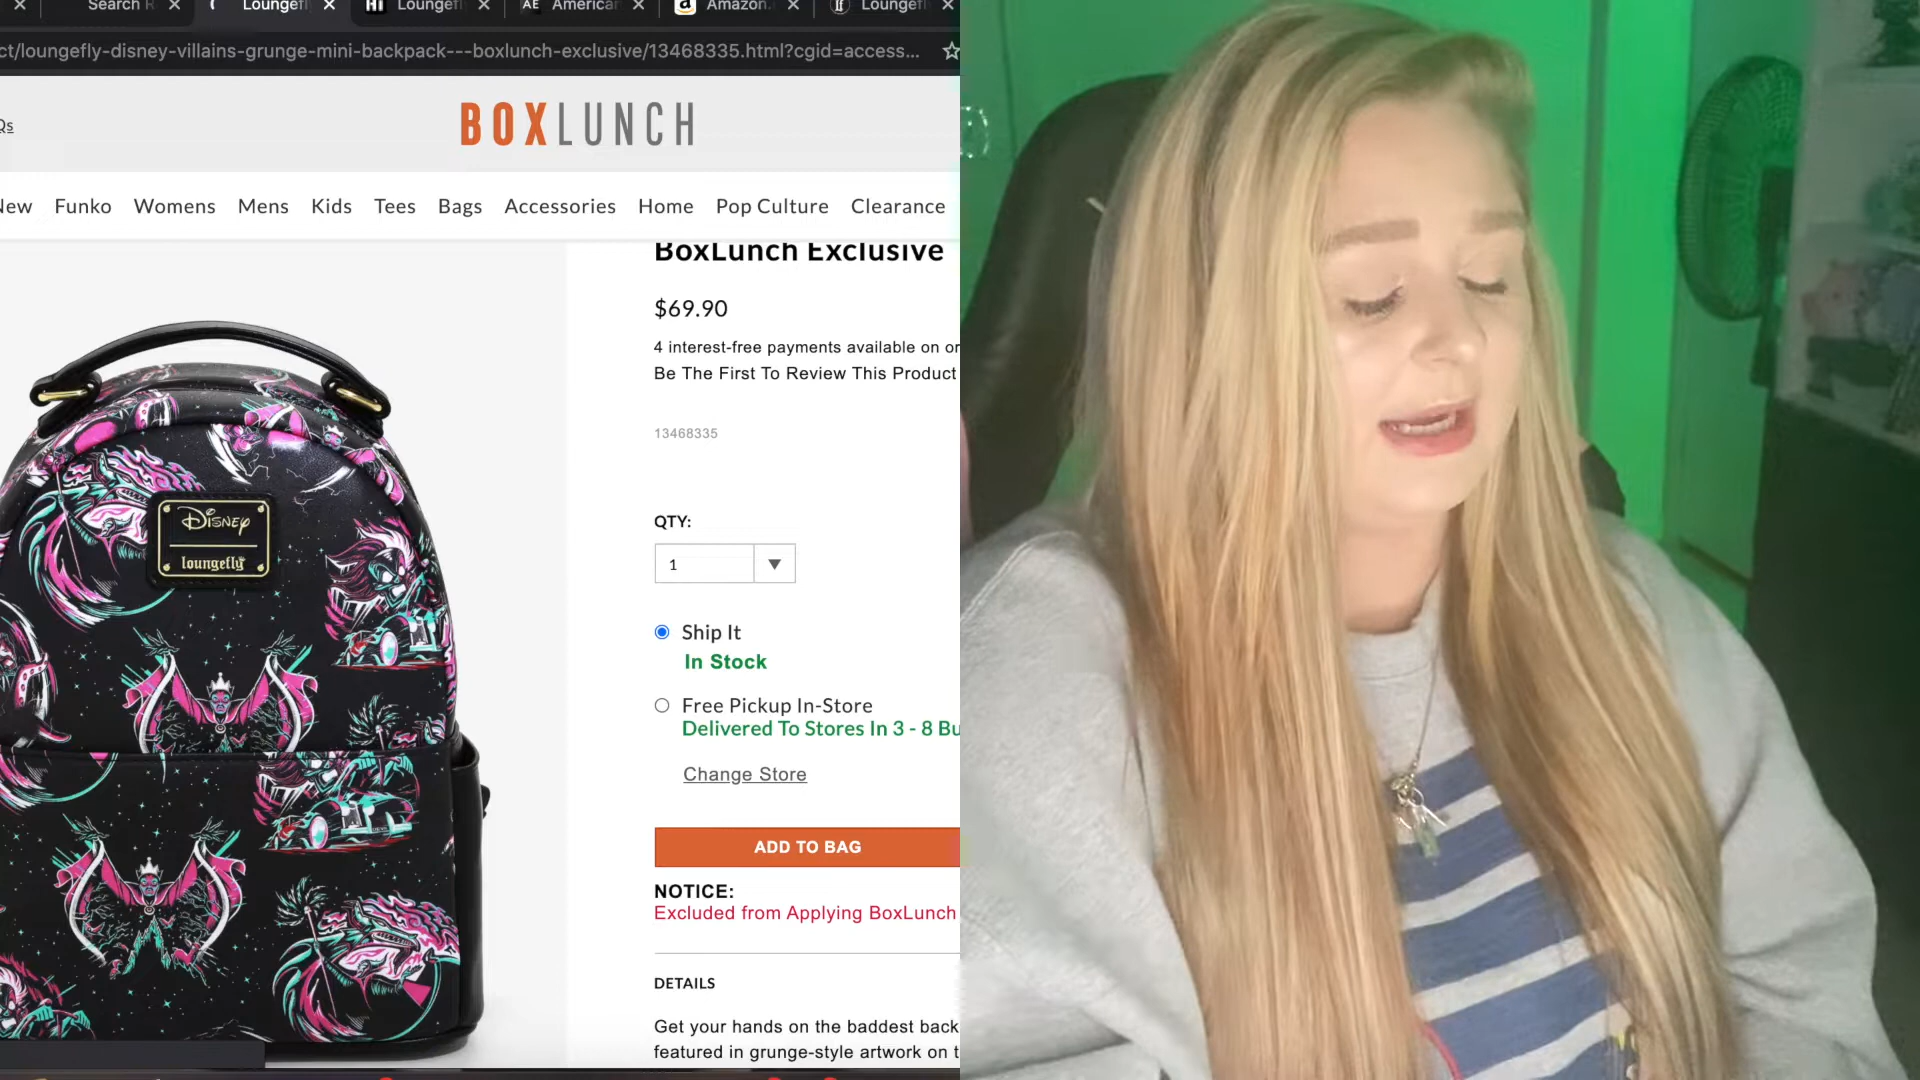 Search R
Loungefl
Loungefl
AE American
Amazon.
Loungefl
ct/loungefly-disney-villains-grunge-mini-backpack---boxlunch-exclusive/13468335.html?cgid=access...
Qs
BOXLUNCH
New Funko Womens Mens Kids Tees Bags Accessories Home Pop Culture Clearance
BoxLunch Exclusive
$69.90
4 interest-free payments available on or
Be The First To Review This Product
13468335
QTY:
1
Ship It
In Stock
Free Pickup In-Store
Delivered To Stores In 3 - 8 Bu
Change Store
ADD TO BAG
NOTICE:
Excluded from Applying BoxLunch
DETAILS
Get your hands on the baddest back
featured in grunge-style artwork on t
Disney
loungefly